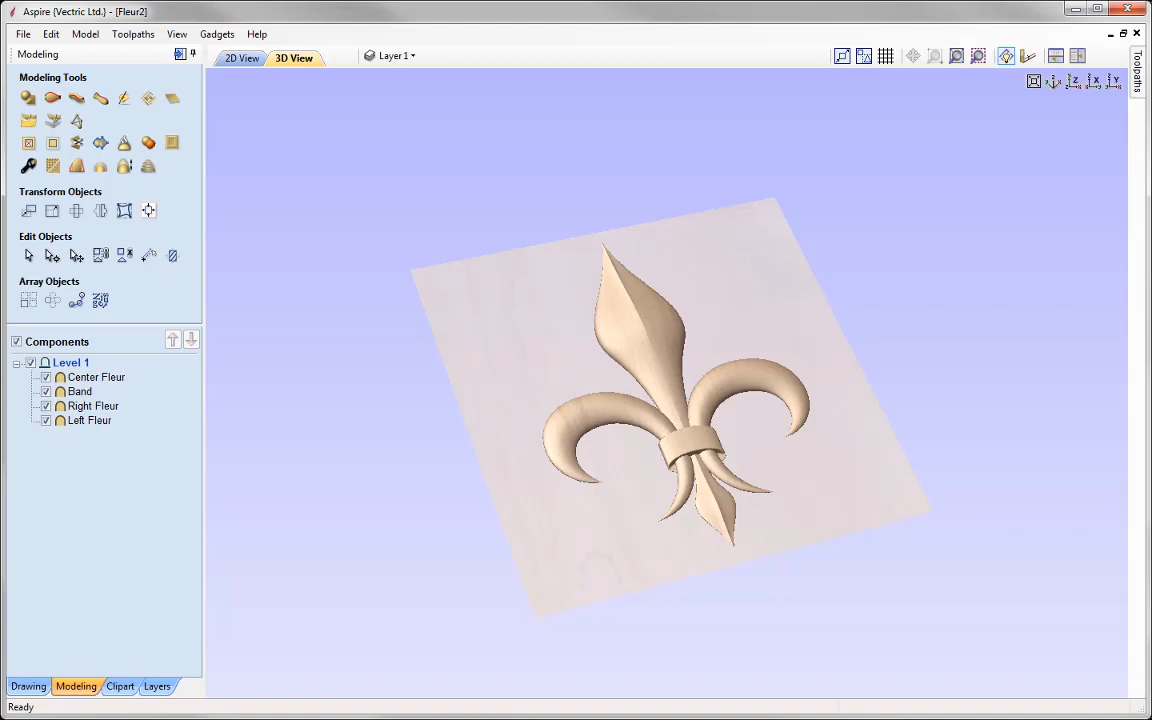 Aspire {Vectric Ltd.} - [Fleur2]
File Edit Model Toolpaths View Gadgets Help
Modeling
2D View 3D View Layer1
Toolpaths
Modeling Tools
Z X Y
Transform Objects
Edit Objects
Array Objects
Components
Level 1
Center Fleur
Band
Right Fleur
Left Fleur
Drawing Modeling Clipart Layers
Ready